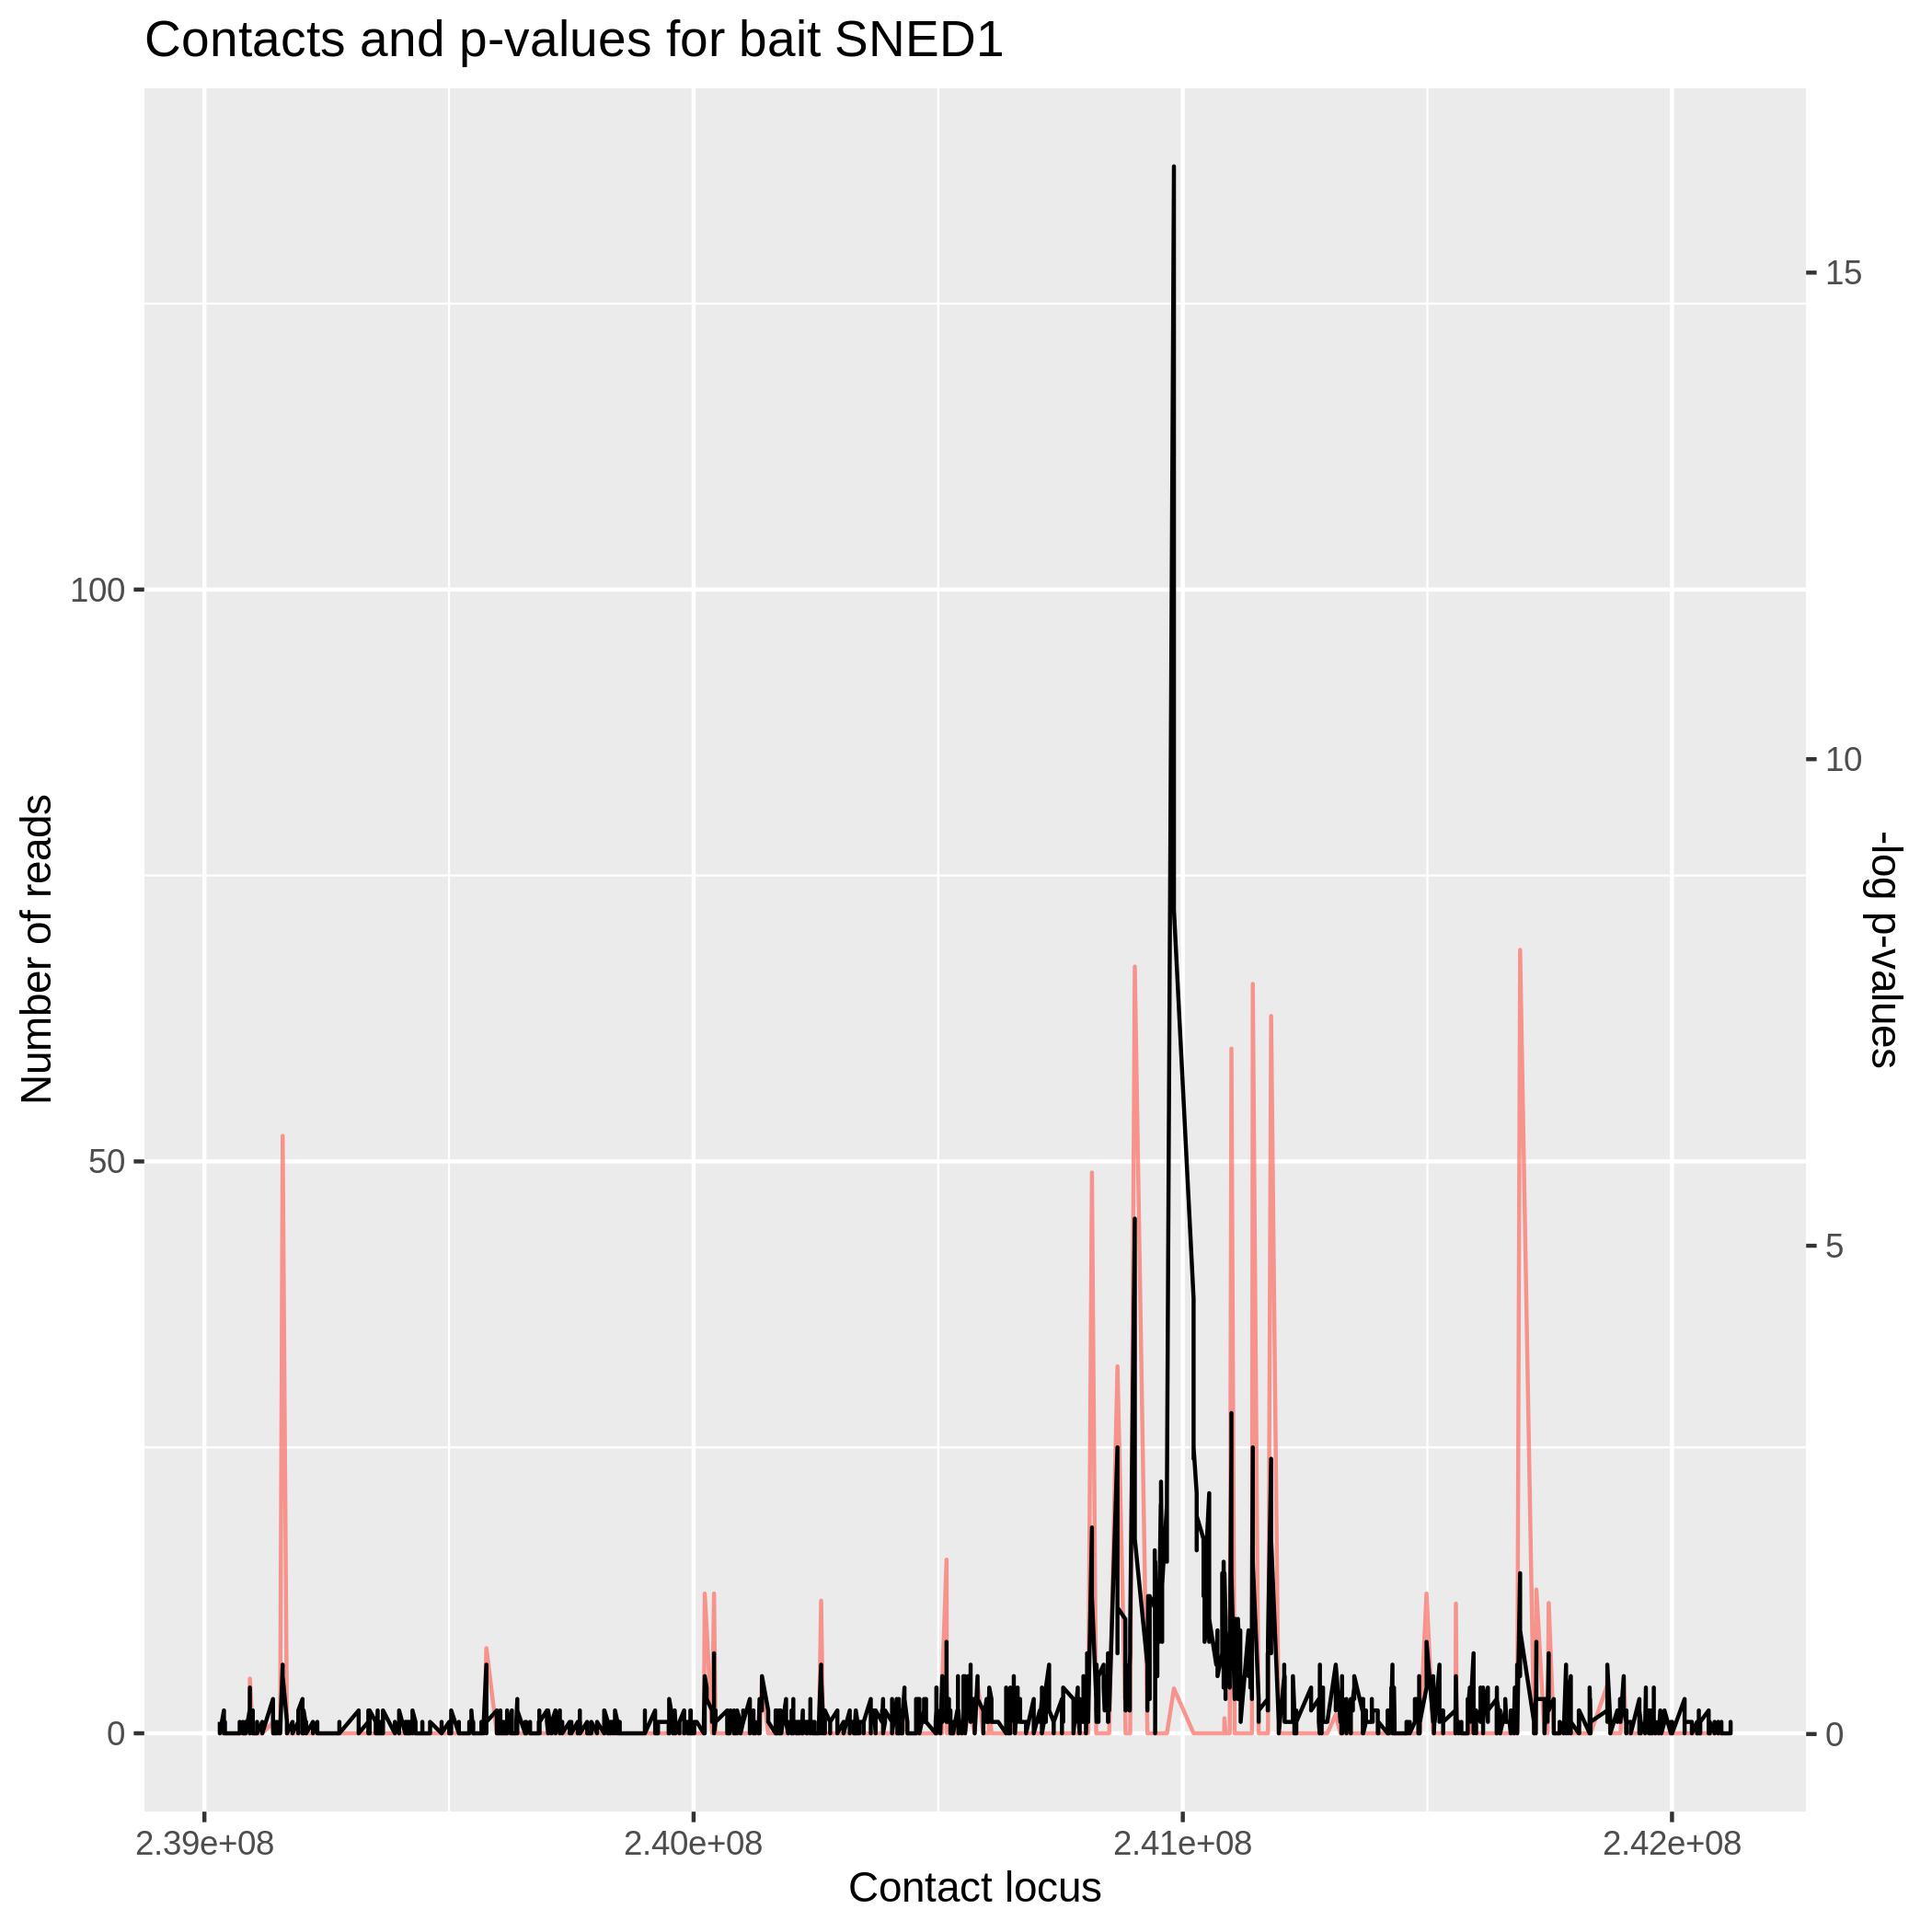 Contacts and p-values for bait SNED1
Number of reads
100
50
0
15
10
5
0
-log p-values
2.39e+08
2.40e+08
2.41e+08
2.42e+08
Contact locus